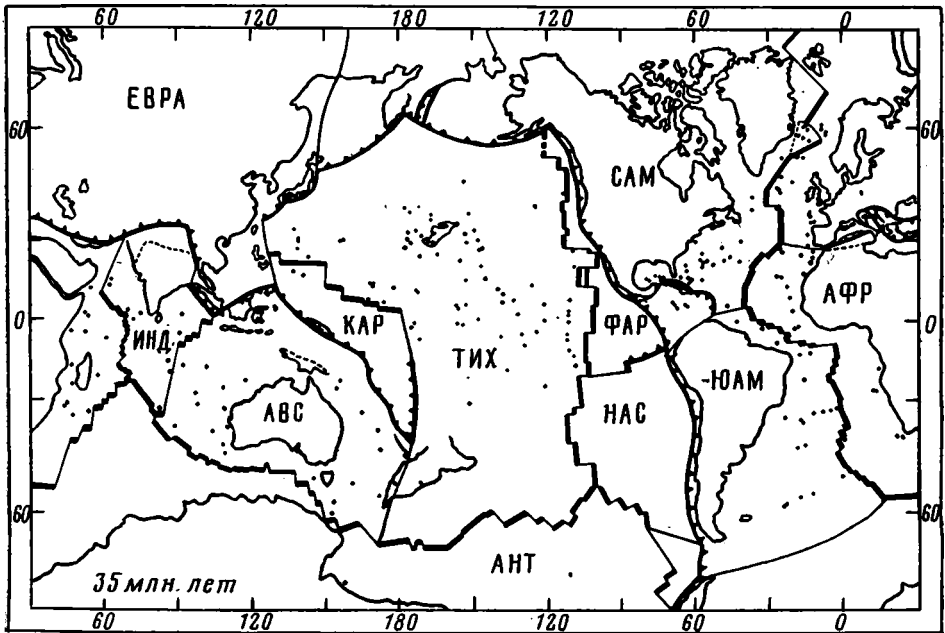 60 120 180 120 60 0
ЕВРА
60 САМ 60
АФР
0 ИНД КАР ТИХ ФАР 0
АВС НАС ЮАМ
60 60
АНТ
35 млн. лет
60 120 180 120 60 0